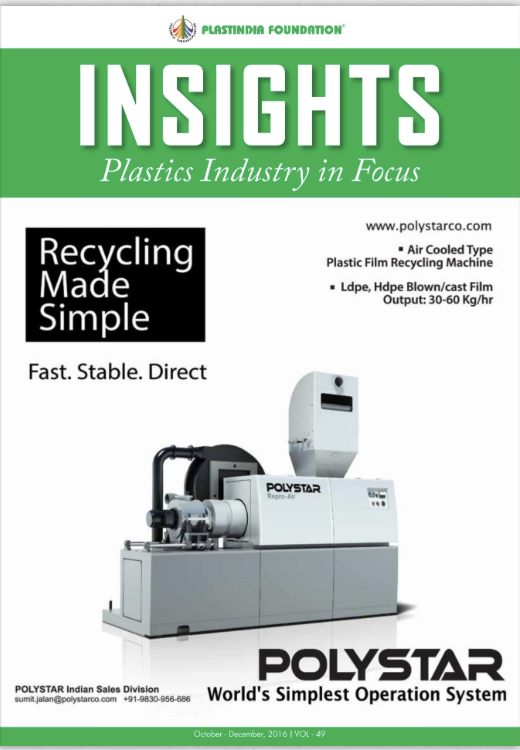 PLASTINDIA FOUNDATION®
INSIGHTS
Plastics Industry in Focus
www.polystarco.com
▪ Air Cooled Type
Plastic Film Recycling Machine
▪ Ldpe, Hdpe Blown/cast Film
Output: 30-60 Kg/hr
Recycling
Made
Simple
Fast. Stable. Direct
POLYSTAR
Repro-Air
POLYSTAR
World's Simplest Operation System
POLYSTAR Indian Sales Division
sumit.jalan@polystarco.com +91-9830-956-686
October - December, 2016 | VOL - 49